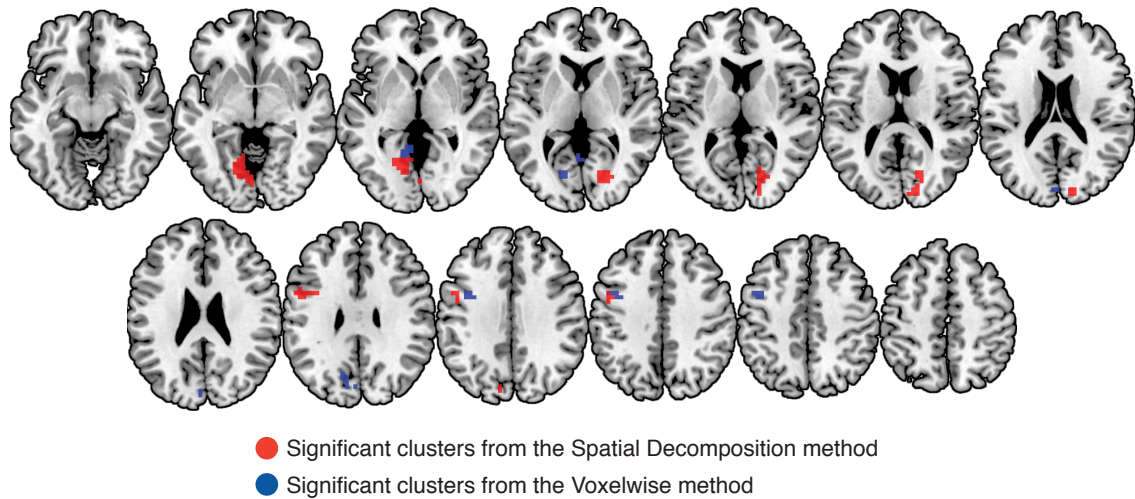 Significant clusters from the Spatial Decomposition method
Significant clusters from the Voxelwise method